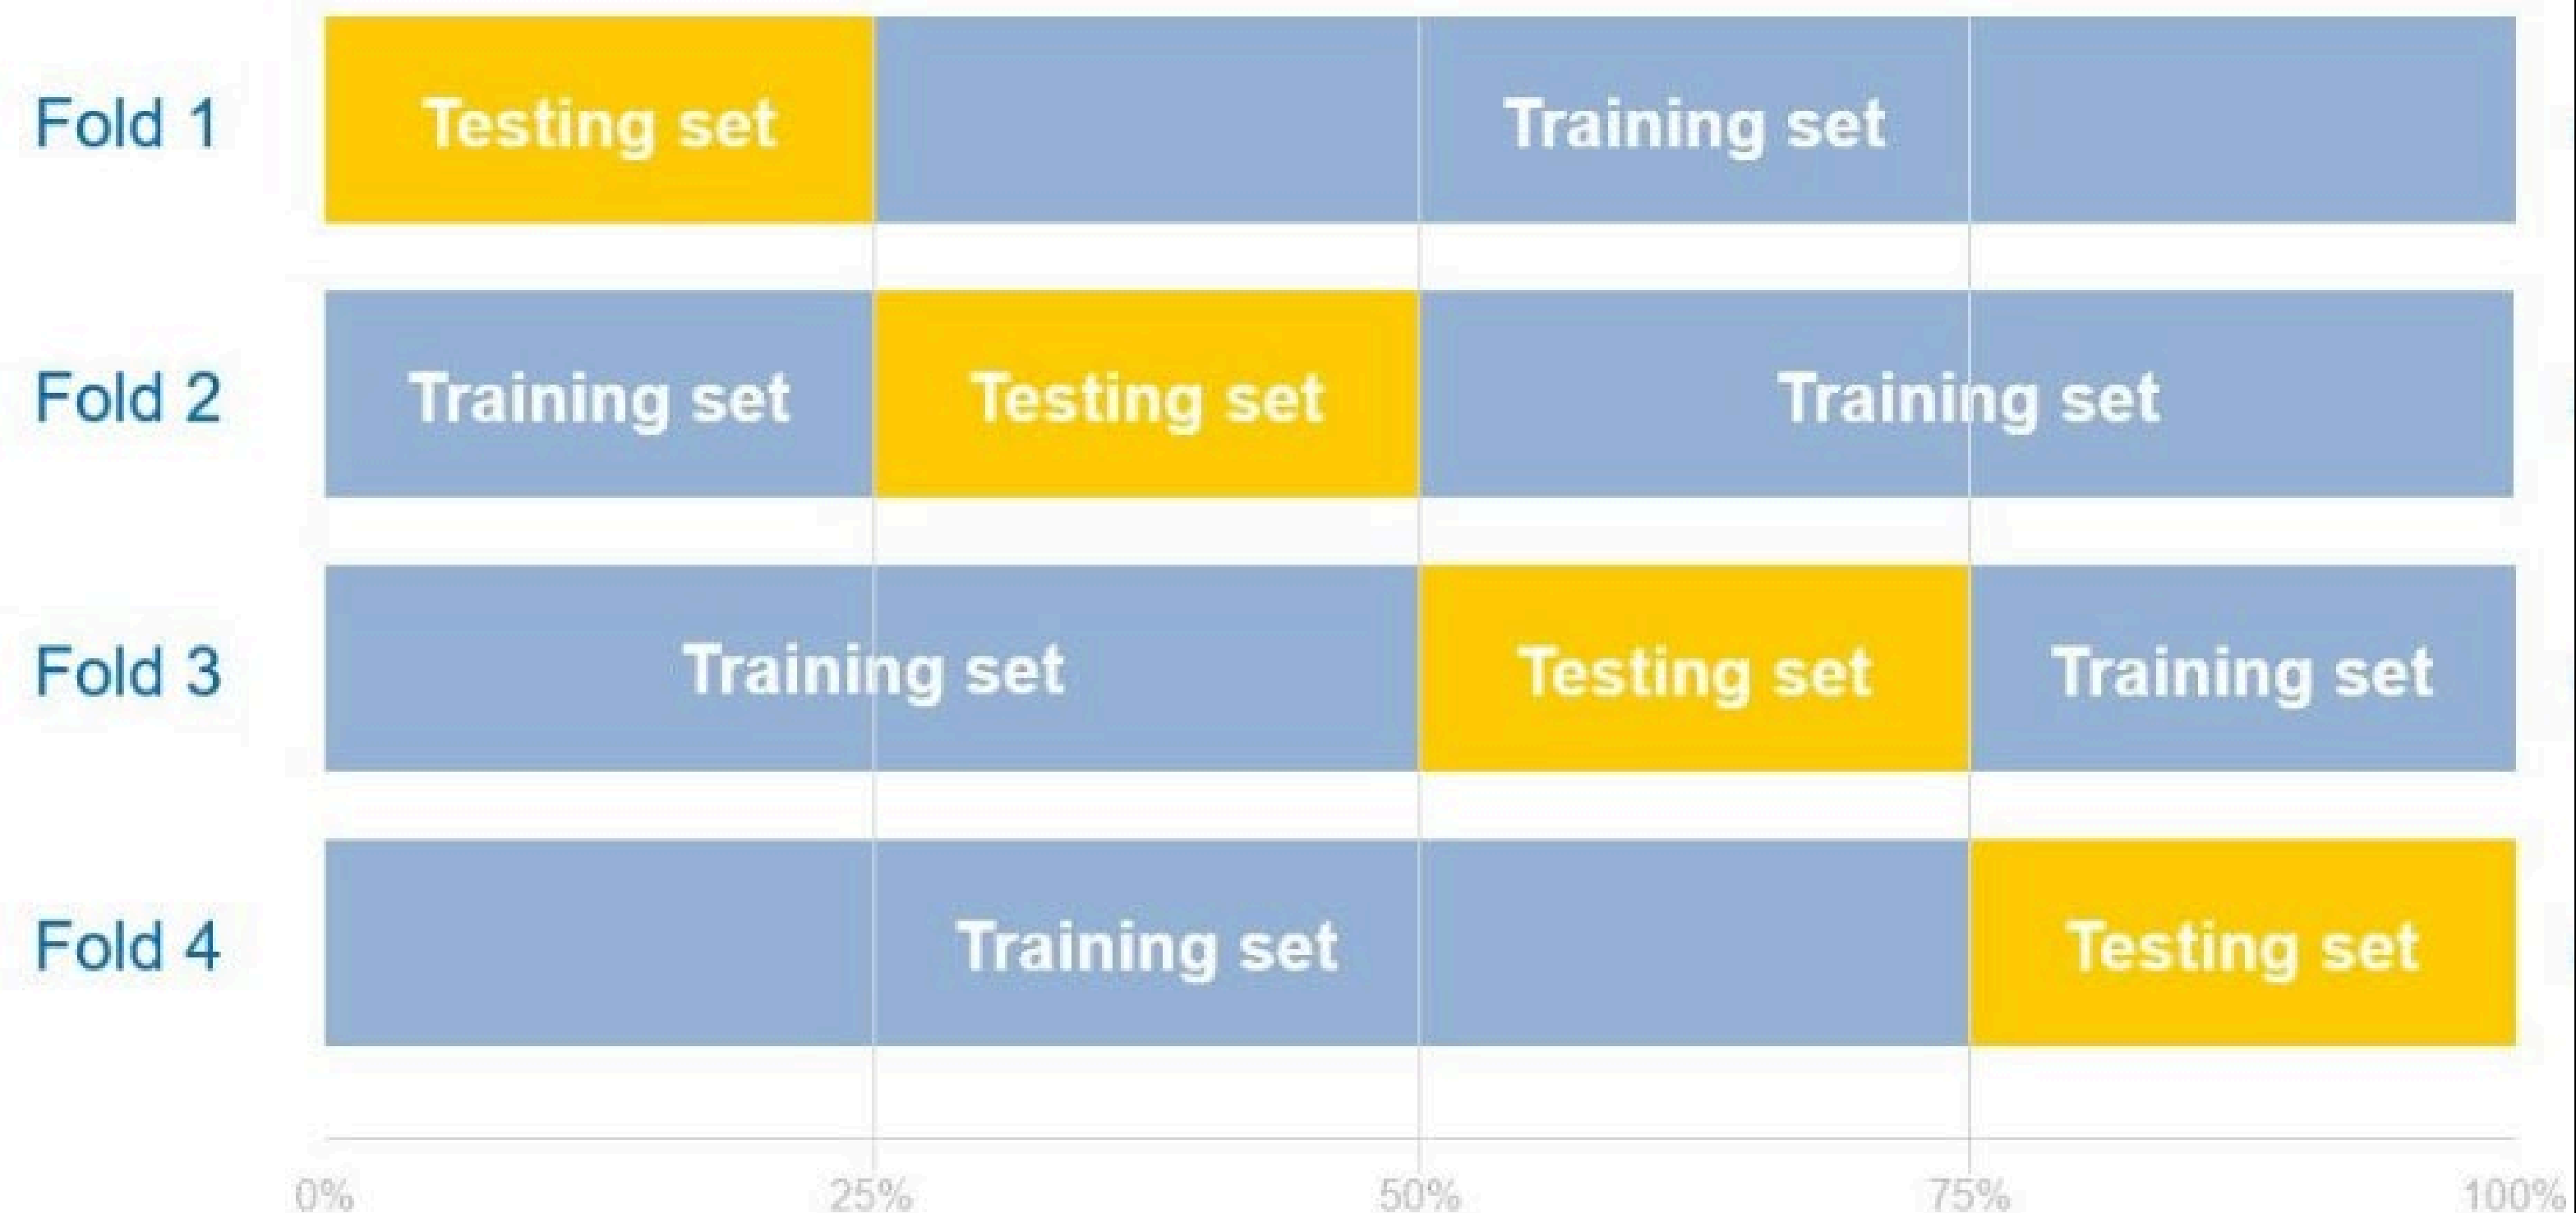 Fold 1 Testing set Training set
Fold 2 Training set Testing set Training set
Fold 3 Training set Testing set Training set
Fold 4 Training set Testing set
0% 25% 50% 75% 100%